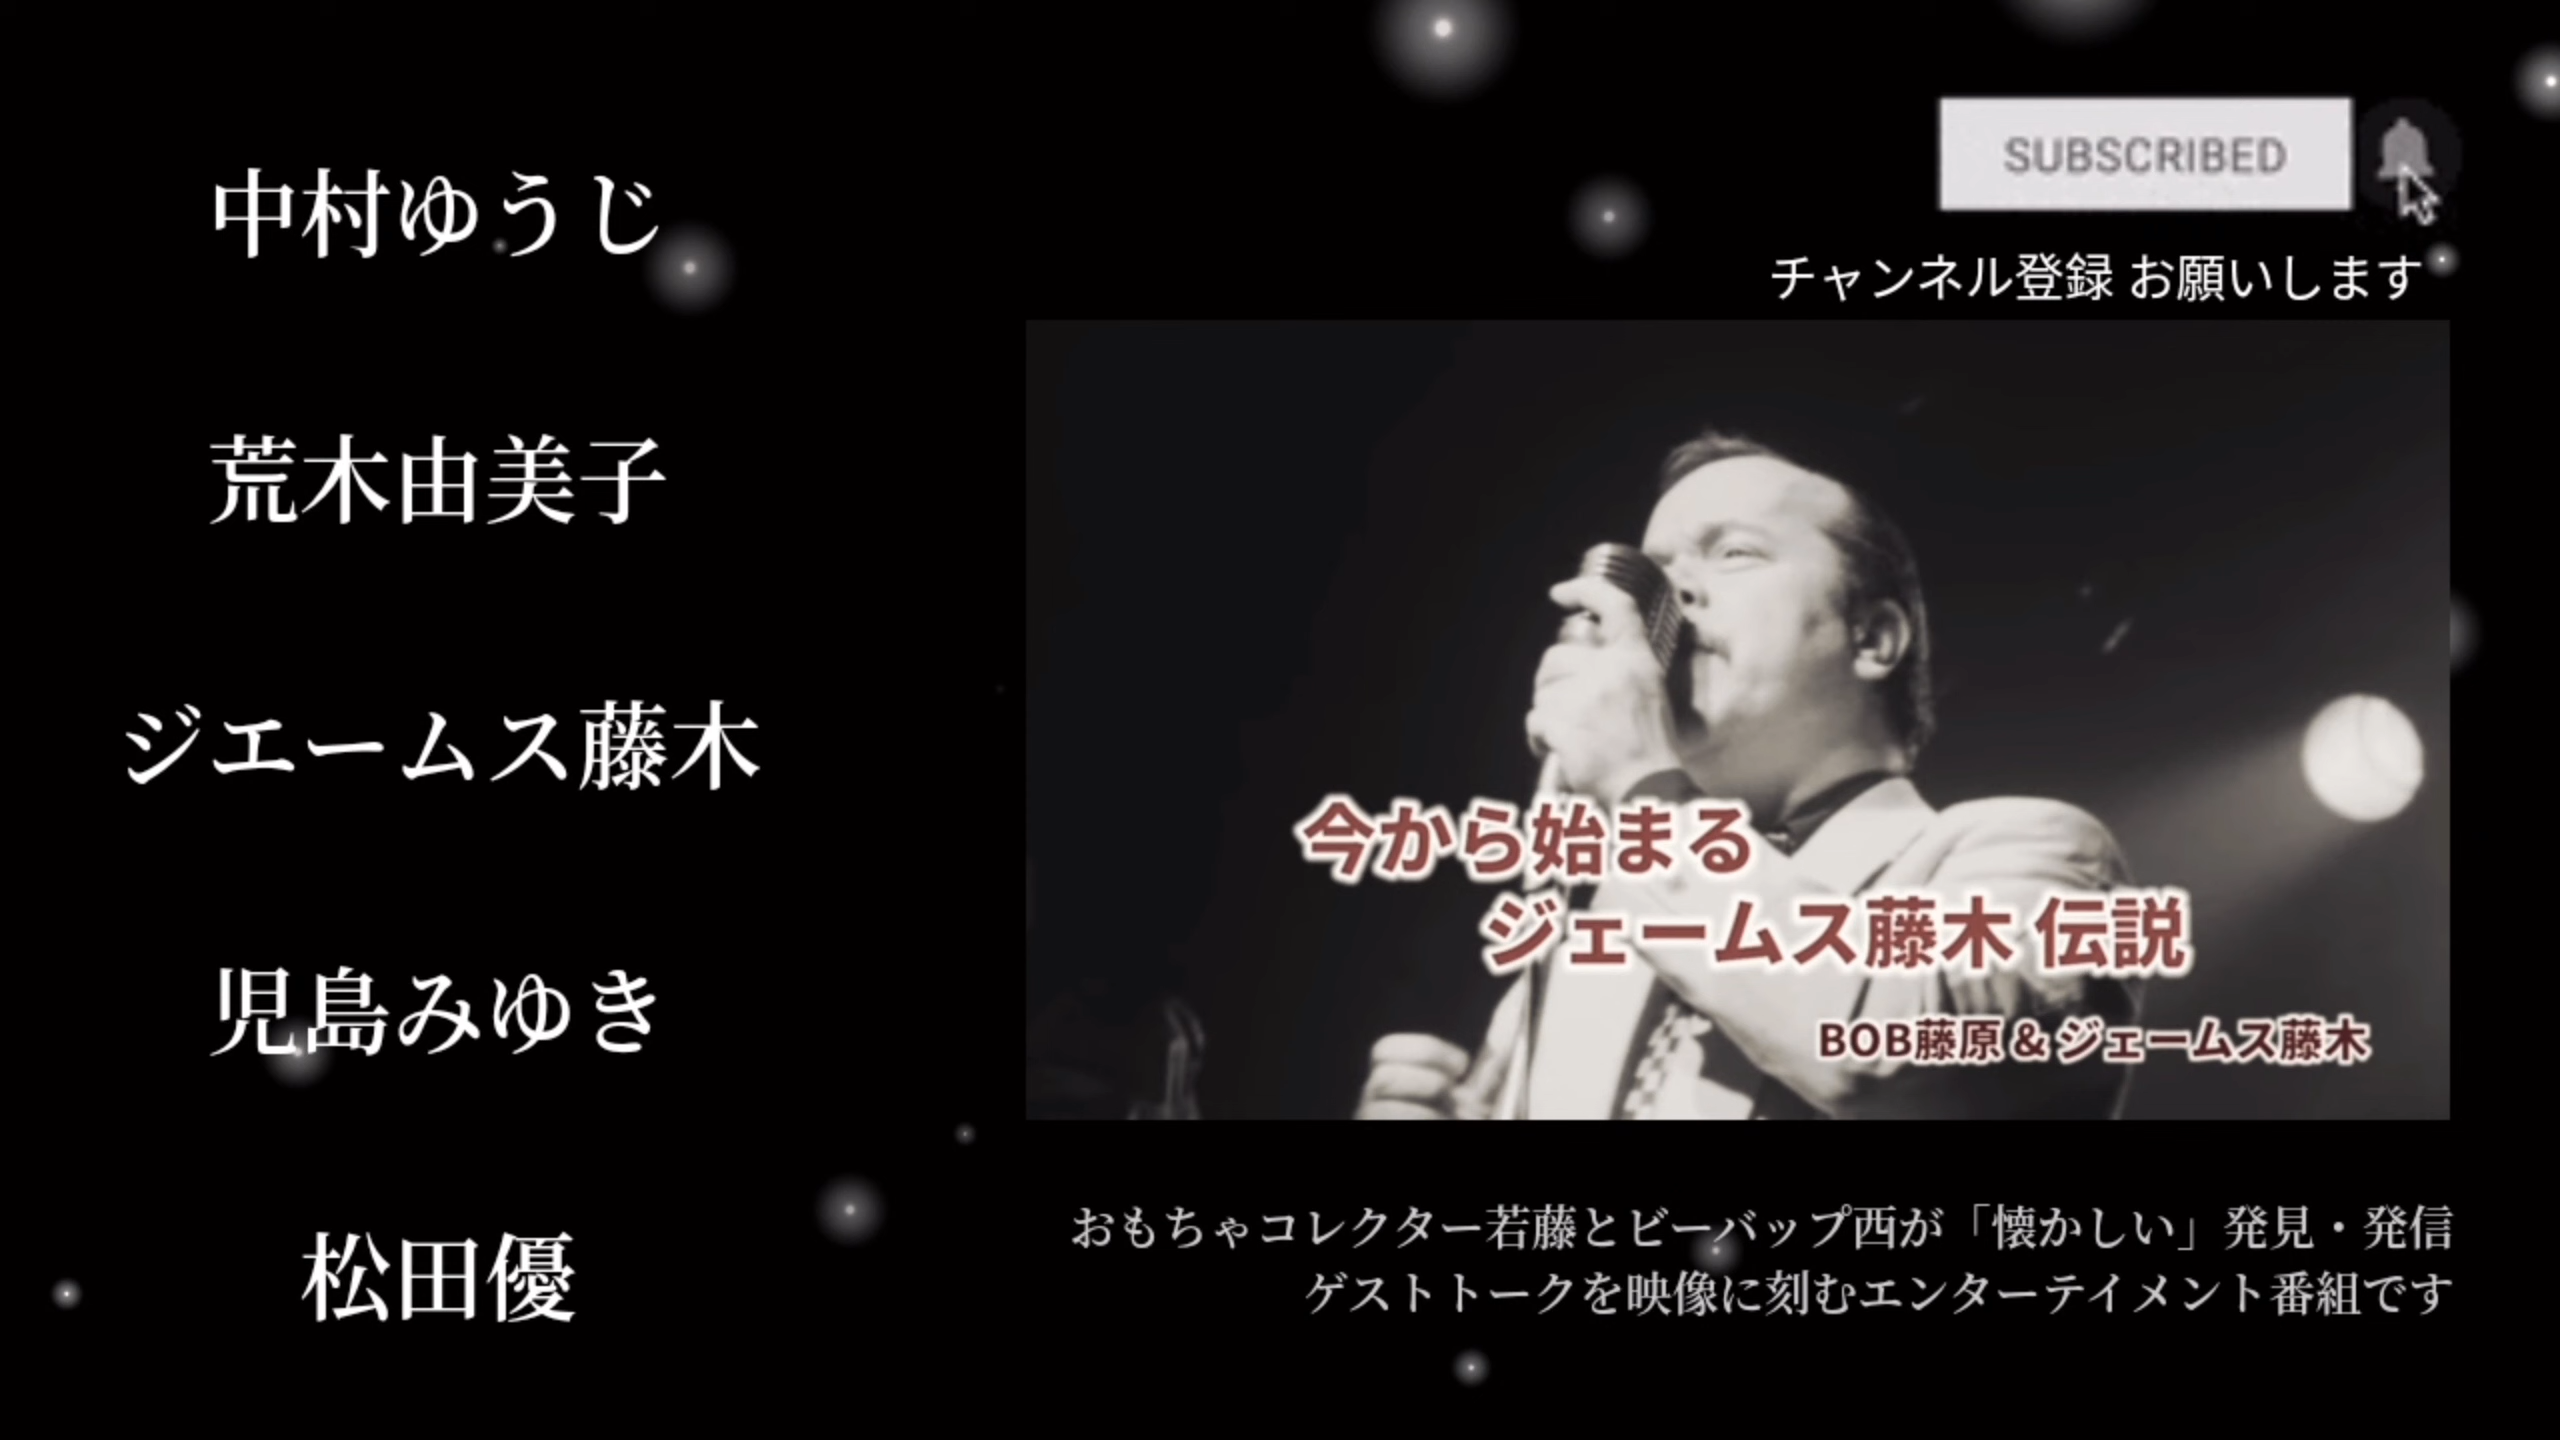 中村ゆうじ
荒木由美子
ジェームス藤木
児島みゆき
松田優
SUBSCRIBED
チャンネル登録 お願いします
今から始まる
ジェームス藤木 伝説
BOB藤原 & ジェームス藤木
おもちゃコレクター若藤とビーバップ西が「懐かしい」発見・発信
ゲストトークを映像に刻むエンターテイメント番組です